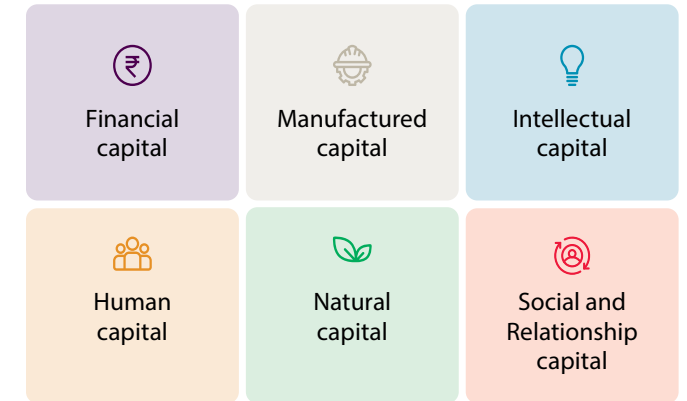 ₹
Financial
capital
Manufactured
capital
Intellectual
capital
Human
capital
Natural
capital
Social and
Relationship
capital